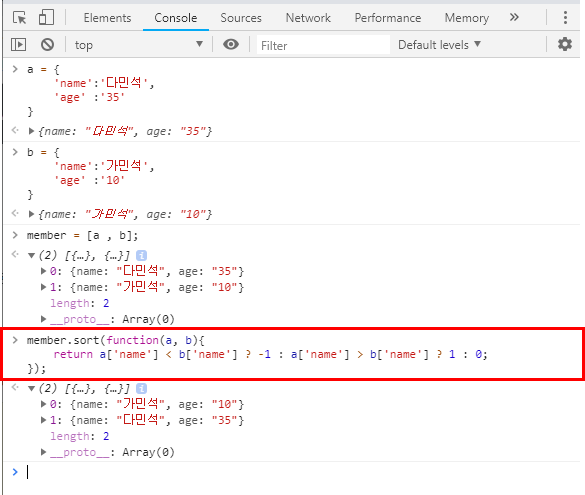 Elements Console Sources Network Performance Memory »
top ▼ Filter Default levels ▼
> a = {
'name':'다민석',
'age' :'35'
}
<· ▶{name: "다민석", age: "35"}
> b = {
'name':'가민석',
'age' :'10'
}
<· ▶{name: "가민석", age: "10"}
> member = [a , b];
<· ▼(2) [{…}, {…}] i
▶0: {name: "다민석", age: "35"}
▶1: {name: "가민석", age: "10"}
length: 2
▶__proto__: Array(0)
> member.sort(function(a, b){
return a['name'] < b['name'] ? -1 : a['name'] > b['name'] ? 1 : 0;
});
<· ▼(2) [{…}, {…}] i
▶0: {name: "가민석", age: "10"}
▶1: {name: "다민석", age: "35"}
length: 2
▶__proto__: Array(0)
>